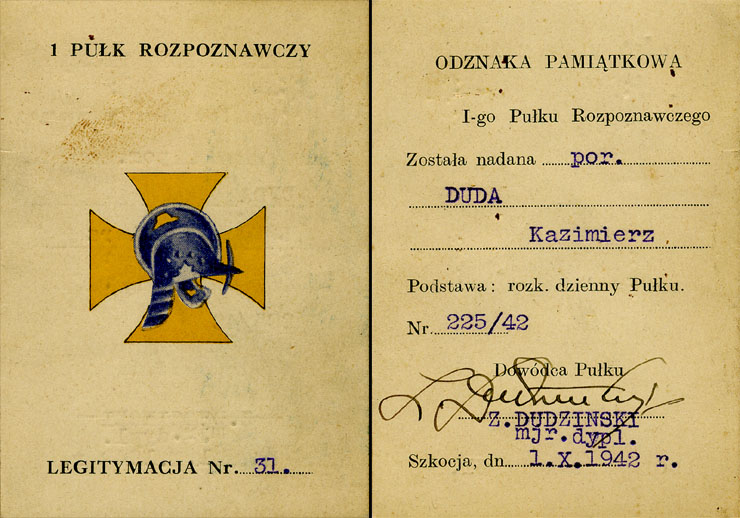 1 PUŁK ROZPOZNAWCZY
LEGITYMACJA Nr. 31.
ODZNAKA PAMIĄTKOWA
I-go Pułku Rozpoznawczego
Została nadana por.
DUDA
Kazimierz
Podstawa: rozk. dzienny Pułku.
Nr. 225/42
Dowódca Pułku
Z.DUDZIŃSKI
mjr.dypl.
Szkocja, dn. 1.X.1942 r.